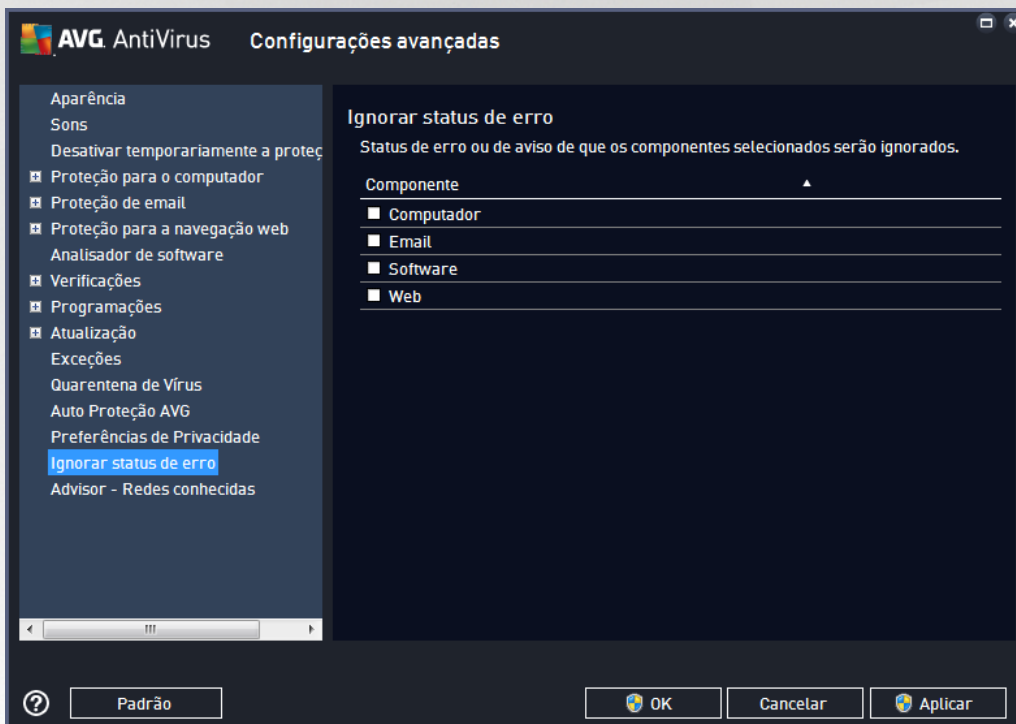 AVG. AntiVirus Configurações avançadas
Aparência
Sons
Desativar temporariamente a proteç
Proteção para o computador
Proteção de email
Proteção para a navegação web
Analisador de software
Verificações
Programações
Atualização
Exceções
Quarentena de Vírus
Auto Proteção AVG
Preferências de Privacidade
Ignorar status de erro
Advisor - Redes conhecidas
Ignorar status de erro
Status de erro ou de aviso de que os componentes selecionados serão ignorados.
Componente
Computador
Email
Software
Web
Padrão
OK
Cancelar
Aplicar